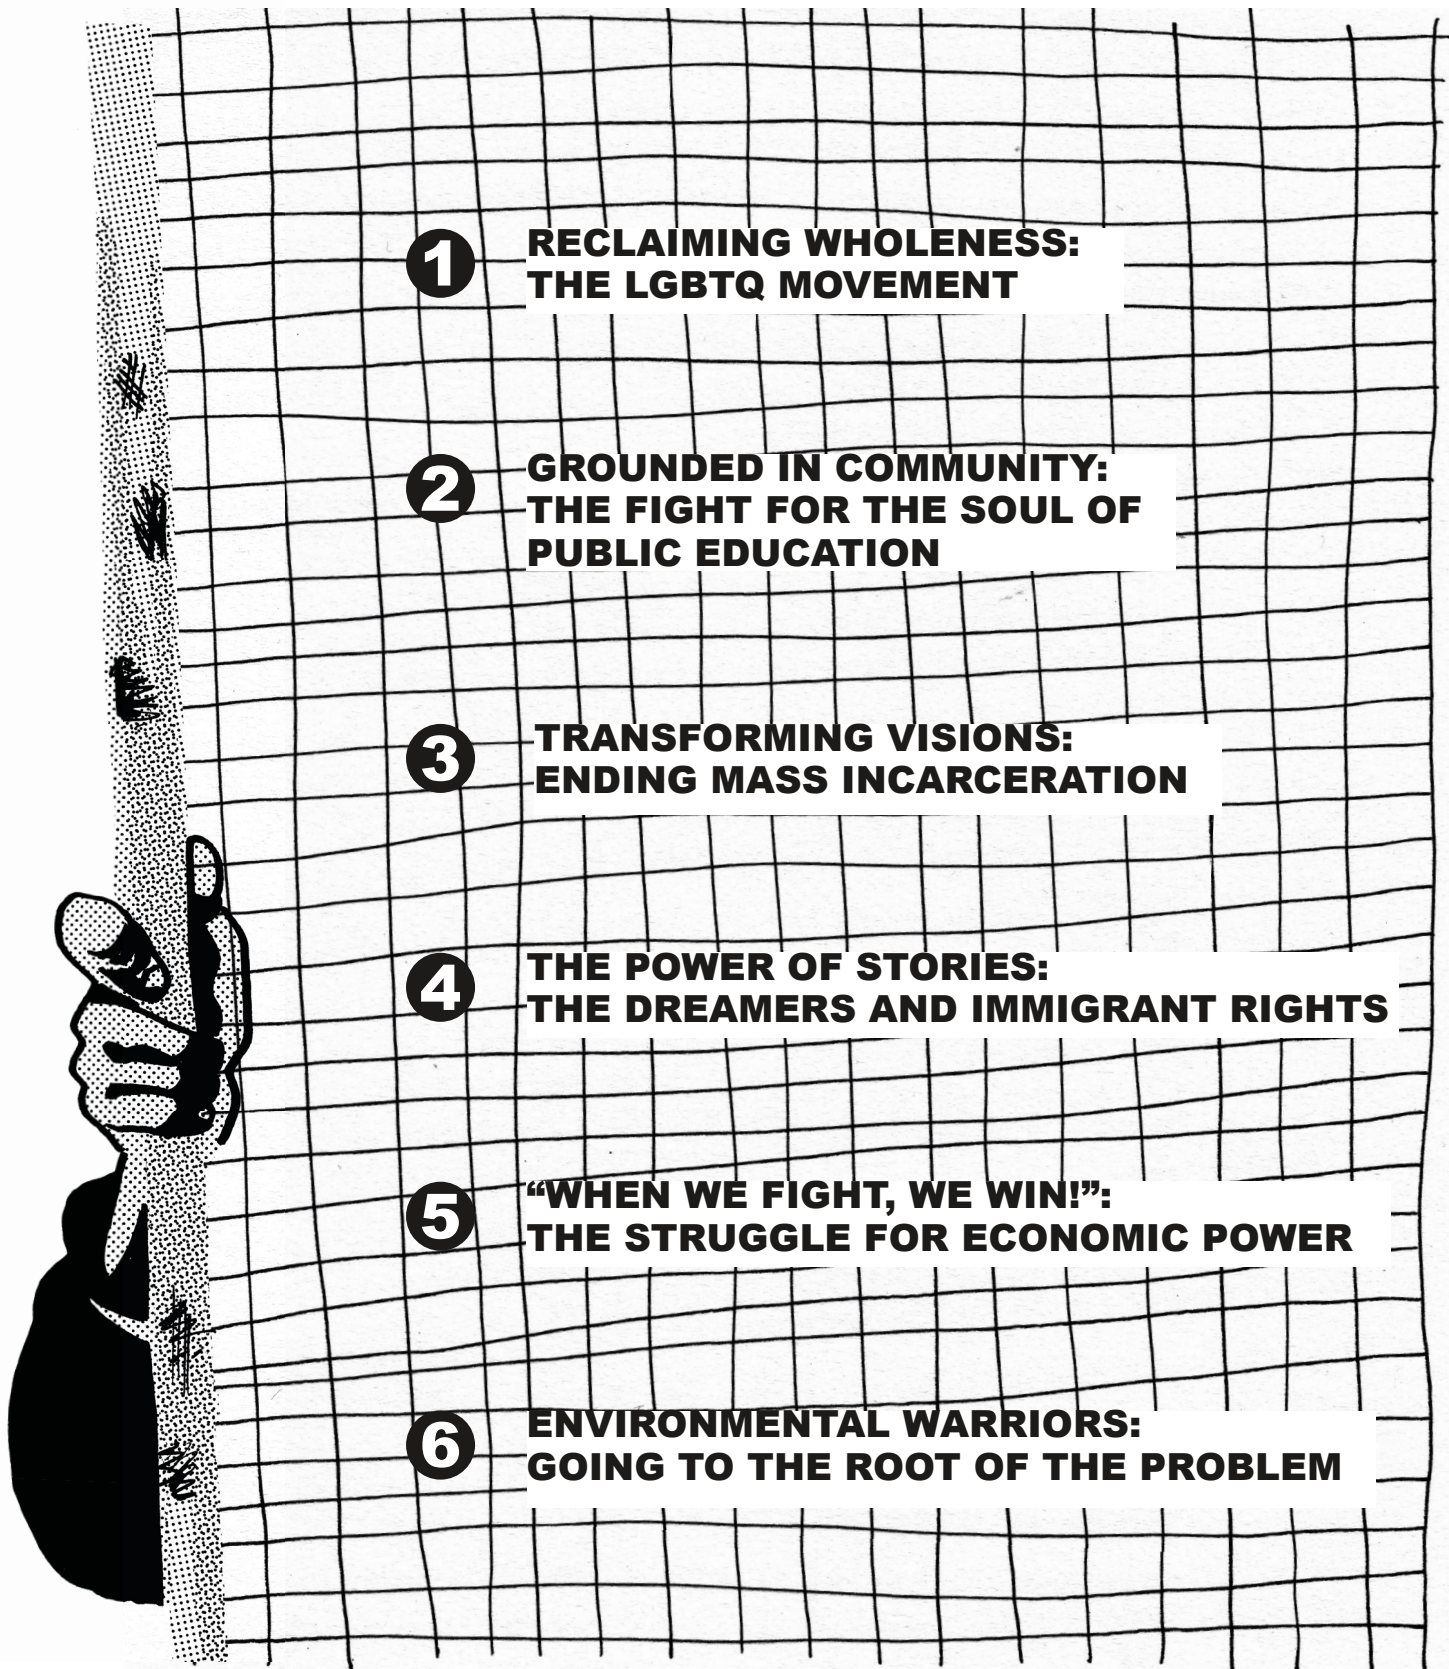 1
RECLAIMING WHOLENESS:
THE LGBTQ MOVEMENT
2
GROUNDED IN COMMUNITY:
THE FIGHT FOR THE SOUL OF
PUBLIC EDUCATION
3
TRANSFORMING VISIONS:
ENDING MASS INCARCERATION
4
THE POWER OF STORIES:
THE DREAMERS AND IMMIGRANT RIGHTS
5
“WHEN WE FIGHT, WE WIN!”:
THE STRUGGLE FOR ECONOMIC POWER
6
ENVIRONMENTAL WARRIORS:
GOING TO THE ROOT OF THE PROBLEM